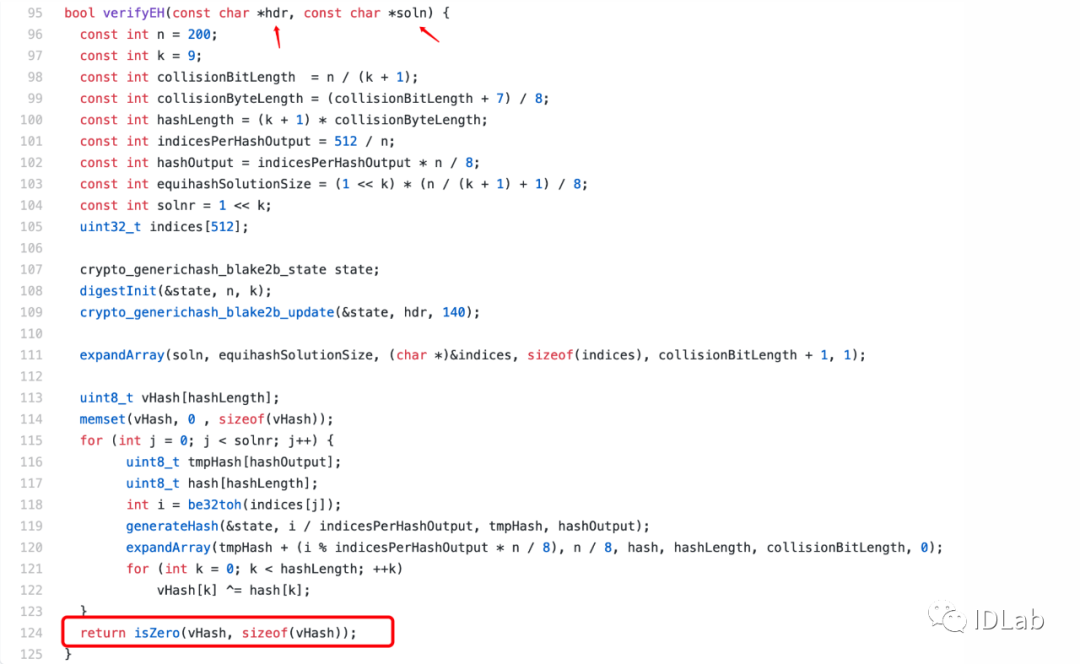 95 bool verifyEH(const char *hdr, const char *soln) {
96 const int n = 200;
97 const int k = 9;
98 const int collisionBitLength  = n / (k + 1);
99 const int collisionByteLength = (collisionBitLength + 7) / 8;
100 const int hashLength = (k + 1) * collisionByteLength;
101 const int indicesPerHashOutput = 512 / n;
102 const int hashOutput = indicesPerHashOutput * n / 8;
103 const int equihashSolutionSize = (1 << k) * (n / (k + 1) + 1) / 8;
104 const int solnr = 1 << k;
105 uint32_t indices[512];
106
107 crypto_generichash_blake2b_state state;
108 digestInit(&state, n, k);
109 crypto_generichash_blake2b_update(&state, hdr, 140);
110
111 expandArray(soln, equihashSolutionSize, (char *)&indices, sizeof(indices), collisionBitLength + 1, 1);
112
113 uint8_t vHash[hashLength];
114 memset(vHash, 0 , sizeof(vHash));
115 for (int j = 0; j < solnr; j++) {
116 uint8_t tmpHash[hashOutput];
117 uint8_t hash[hashLength];
118 int i = be32toh(indices[j]);
119 generateHash(&state, i / indicesPerHashOutput, tmpHash, hashOutput);
120 expandArray(tmpHash + (i % indicesPerHashOutput * n / 8), n / 8, hash, hashLength, collisionBitLength, 0);
121 for (int k = 0; k < hashLength; ++k)
122 vHash[k] ^= hash[k];
123 }
124 return isZero(vHash, sizeof(vHash));
125 }
IDLab